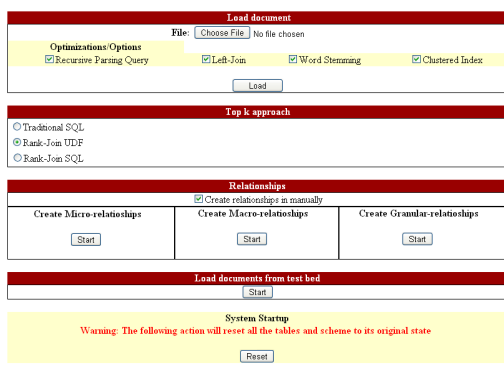 Load document
File: Choose File No file chosen
Optimizations/Options
Recursive Parsing Query Left-Join Word Stemming Clustered Index
Load
Top k approach
Traditional SQL
Rank-Join UDF
Rank-Join SQL
Relationships
Create relationships in manually
Create Micro-relatioships Create Macro-relatioships Create Granular-relatioships
Start Start Start
Load documents from test bed
Start
System Startup
Warning: The following action will reset all the tables and scheme to its original state
Reset